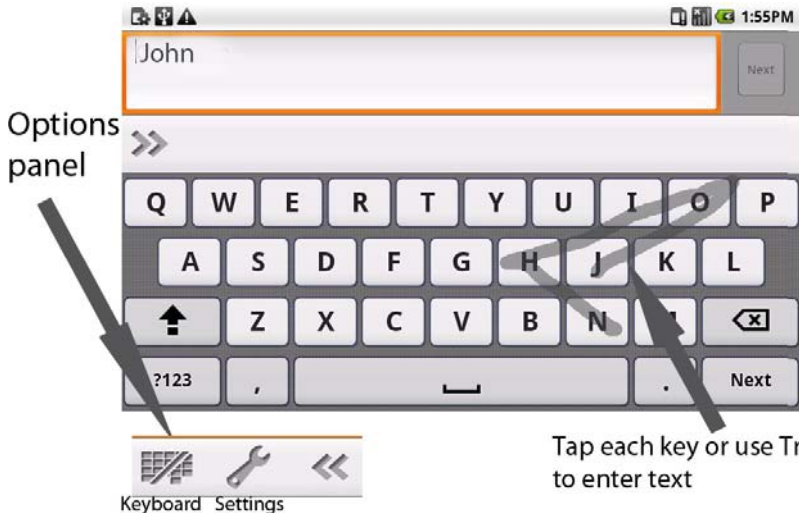 1:55PM
John
Next
Options
panel
Q W E R T Y U I O P
A S D F G H J K L
Z X C V B N
?123 , . Next
Tap each key or use Tr
to enter text
Keyboard Settings